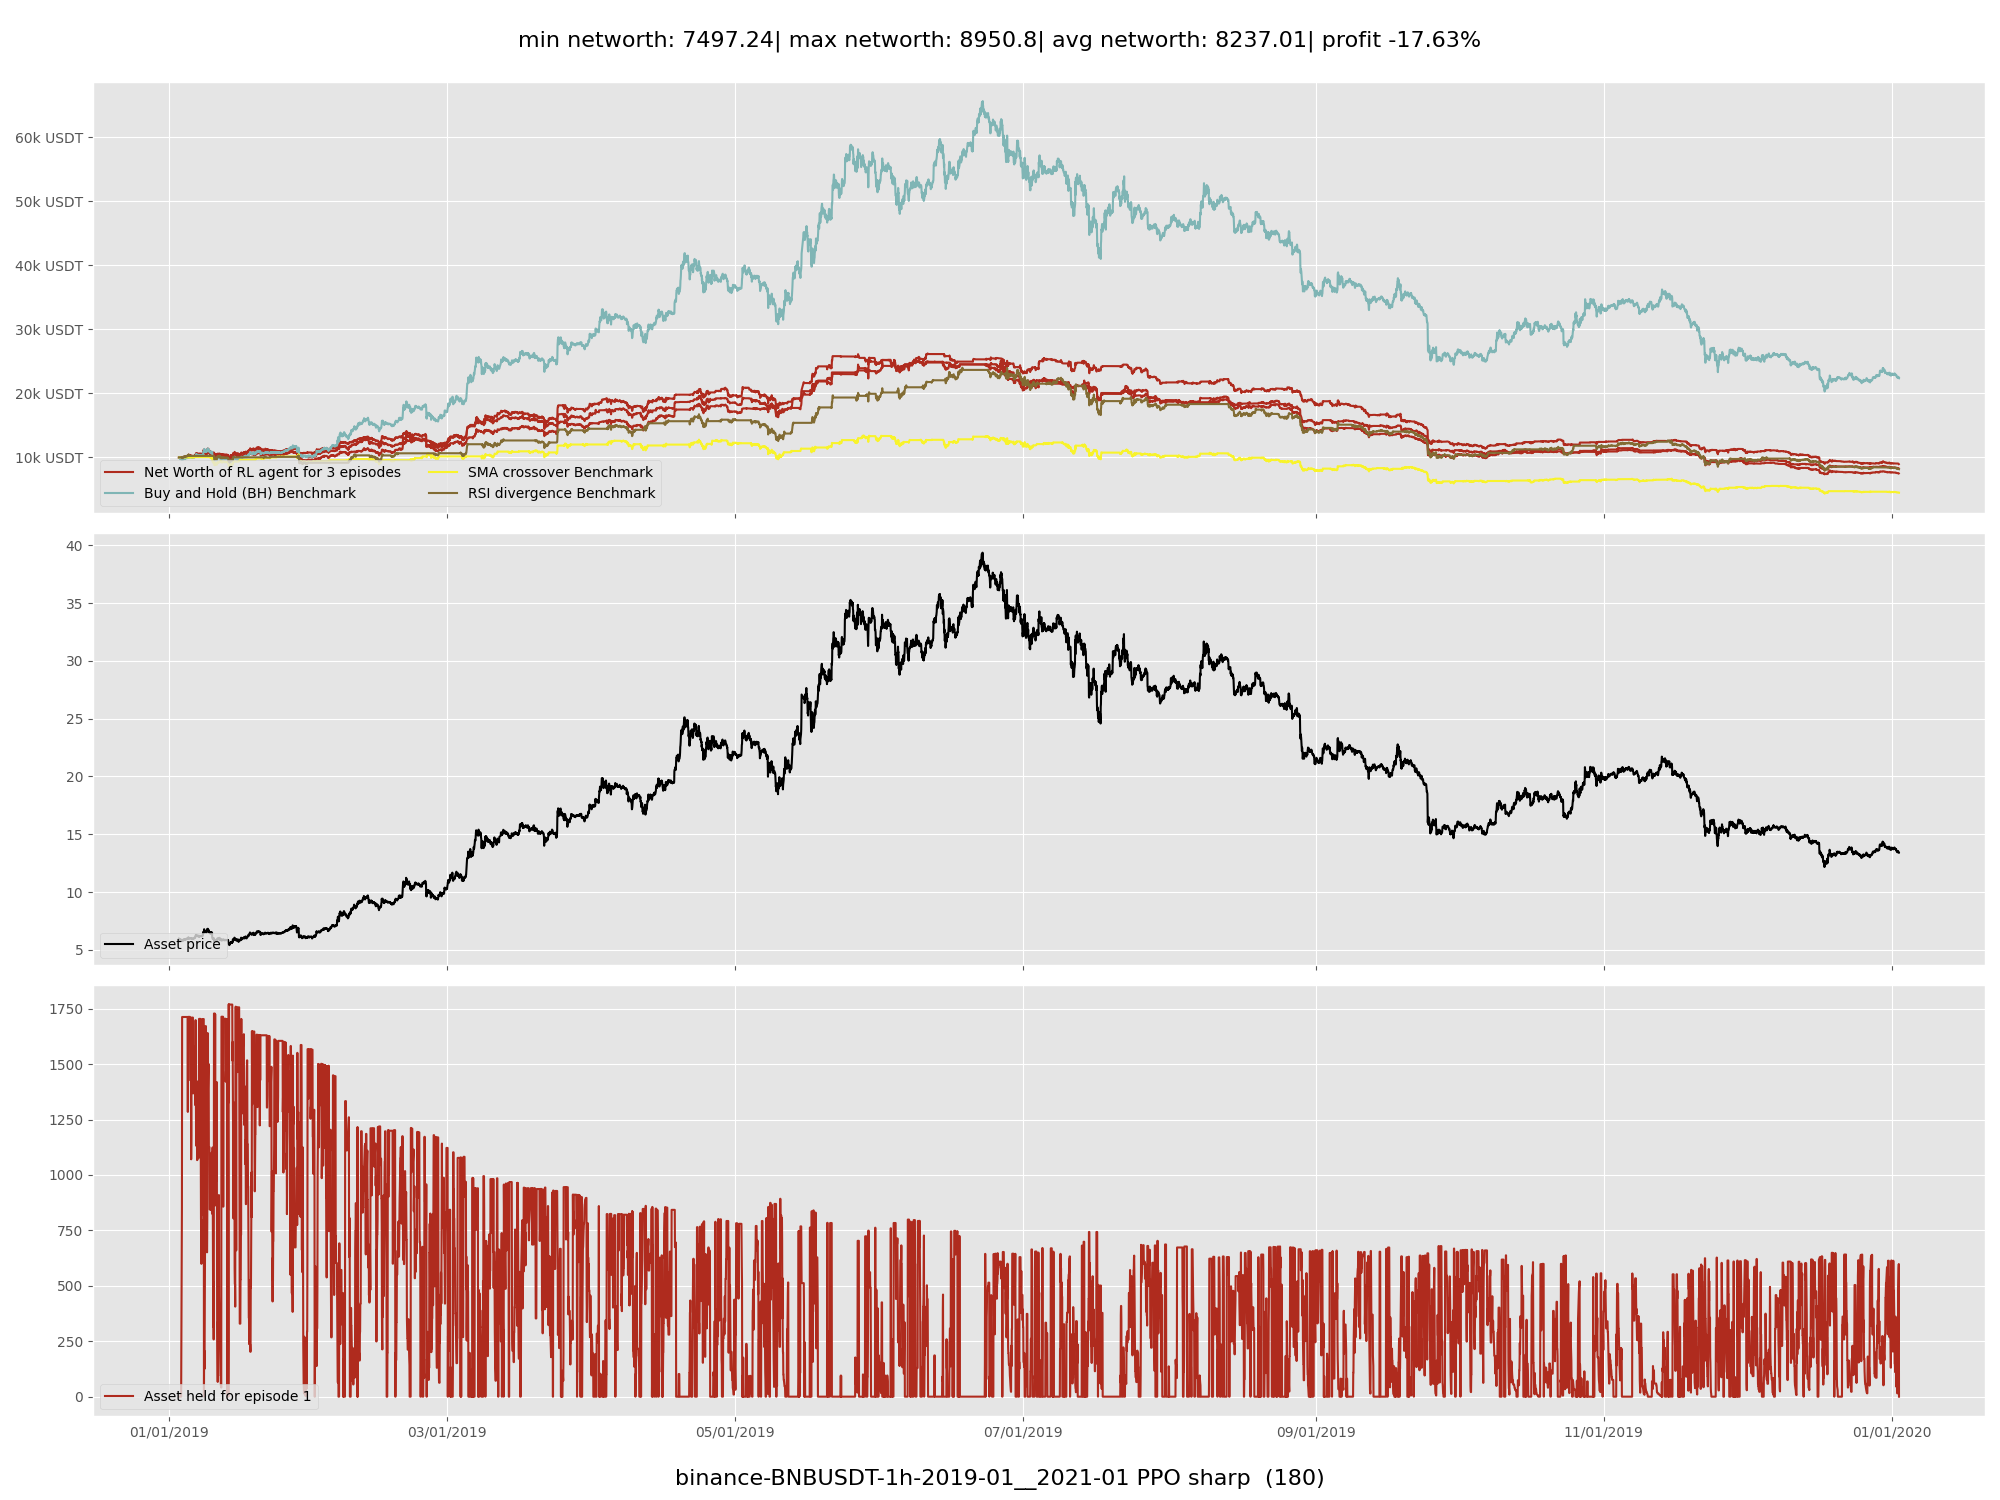 min networth: 7497.24| max networth: 8950.8| avg networth: 8237.01| profit -17.63%
60k USDT
50k USDT
40k USDT
30k USDT
20k USDT
10k USDT
Net Worth of RL agent for 3 episodes
Buy and Hold (BH) Benchmark
SMA crossover Benchmark
RSI divergence Benchmark
40
35
30
25
20
15
10
5
Asset price
1750
1500
1250
1000
750
500
250
0
Asset held for episode 1
01/01/2019 03/01/2019 05/01/2019 07/01/2019 09/01/2019 11/01/2019 01/01/2020
binance-BNBUSDT-1h-2019-01__2021-01 PPO sharp (180)